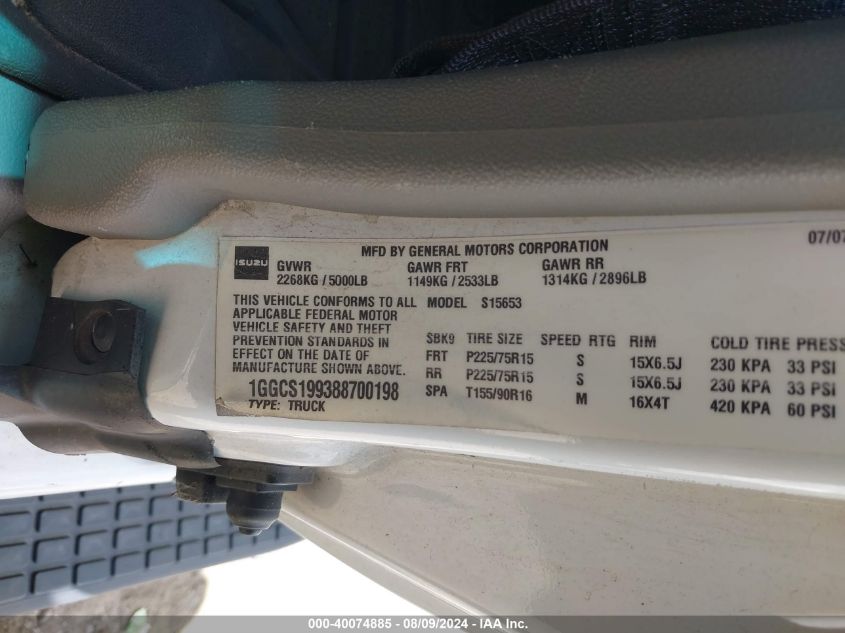 MFD BY GENERAL MOTORS CORPORATION 07/07
ISUZU
GVWR GAWR FRT GAWR RR
2268KG / 5000LB 1149KG / 2533LB 1314KG / 2896LB
THIS VEHICLE CONFORMS TO ALL MODEL S15653
APPLICABLE FEDERAL MOTOR
VEHICLE SAFETY AND THEFT
PREVENTION STANDARDS IN
EFFECT ON THE DATE OF
MANUFACTURE SHOWN ABOVE.
1GGCS199388700198
TYPE: TRUCK
SBK9 TIRE SIZE SPEED RTG RIM COLD TIRE PRESS
FRT P225/75R15 S 15X6.5J 230 KPA 33 PSI
RR P225/75R15 S 15X6.5J 230 KPA 33 PSI
SPA T155/90R16 M 16X4T 420 KPA 60 PSI
000-40074885 - 08/09/2024 - IAA Inc.